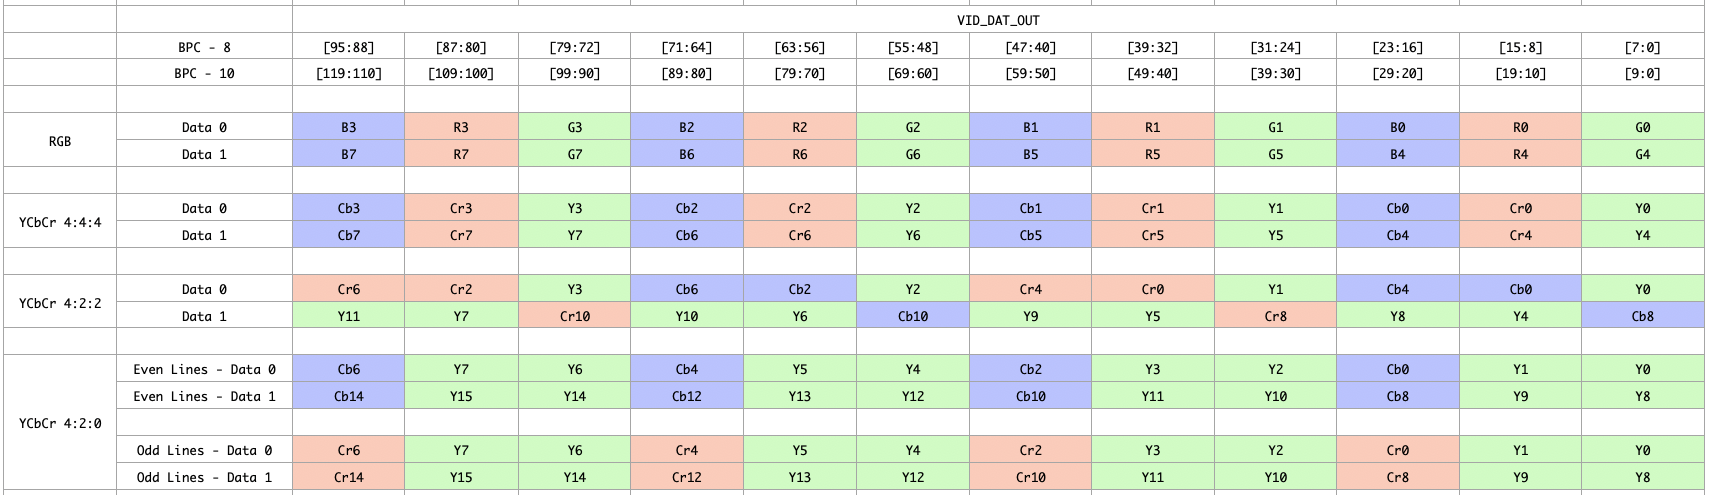 VID_DAT_OUT
BPC - 8 [95:88] [87:80] [79:72] [71:64] [63:56] [55:48] [47:40] [39:32] [31:24] [23:16] [15:8] [7:0]
BPC - 10 [119:110] [109:100] [99:90] [89:80] [79:70] [69:60] [59:50] [49:40] [39:30] [29:20] [19:10] [9:0]
RGB
Data 0 B3 R3 G3 B2 R2 G2 B1 R1 G1 B0 R0 G0
Data 1 B7 R7 G7 B6 R6 G6 B5 R5 G5 B4 R4 G4
YCbCr 4:4:4
Data 0 Cb3 Cr3 Y3 Cb2 Cr2 Y2 Cb1 Cr1 Y1 Cb0 Cr0 Y0
Data 1 Cb7 Cr7 Y7 Cb6 Cr6 Y6 Cb5 Cr5 Y5 Cb4 Cr4 Y4
YCbCr 4:2:2
Data 0 Cr6 Cr2 Y3 Cb6 Cb2 Y2 Cr4 Cr0 Y1 Cb4 Cb0 Y0
Data 1 Y11 Y7 Cr10 Y10 Y6 Cb10 Y9 Y5 Cr8 Y8 Y4 Cb8
YCbCr 4:2:0
Even Lines - Data 0 Cb6 Y7 Y6 Cb4 Y5 Y4 Cb2 Y3 Y2 Cb0 Y1 Y0
Even Lines - Data 1 Cb14 Y15 Y14 Cb12 Y13 Y12 Cb10 Y11 Y10 Cb8 Y9 Y8
Odd Lines - Data 0 Cr6 Y7 Y6 Cr4 Y5 Y4 Cr2 Y3 Y2 Cr0 Y1 Y0
Odd Lines - Data 1 Cr14 Y15 Y14 Cr12 Y13 Y12 Cr10 Y11 Y10 Cr8 Y9 Y8